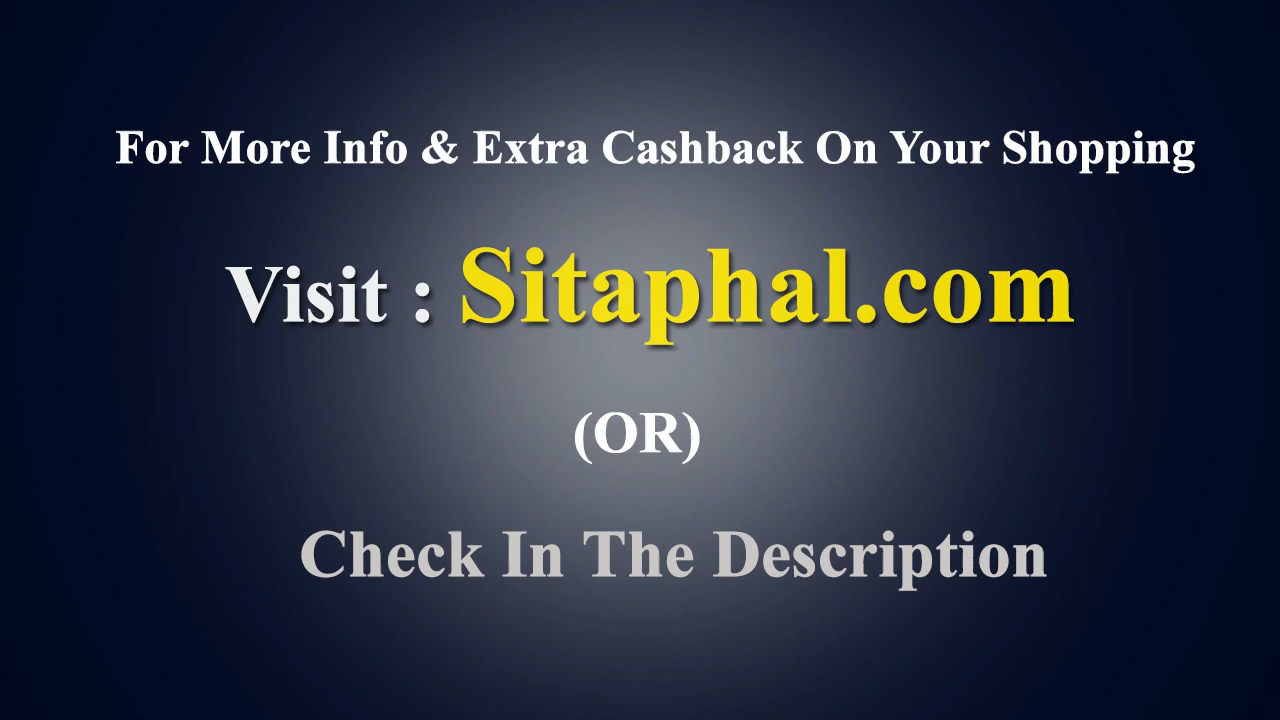 For More Info & Extra Cashback On Your Shopping
Visit : Sitaphal.com
(OR)
Check In The Description